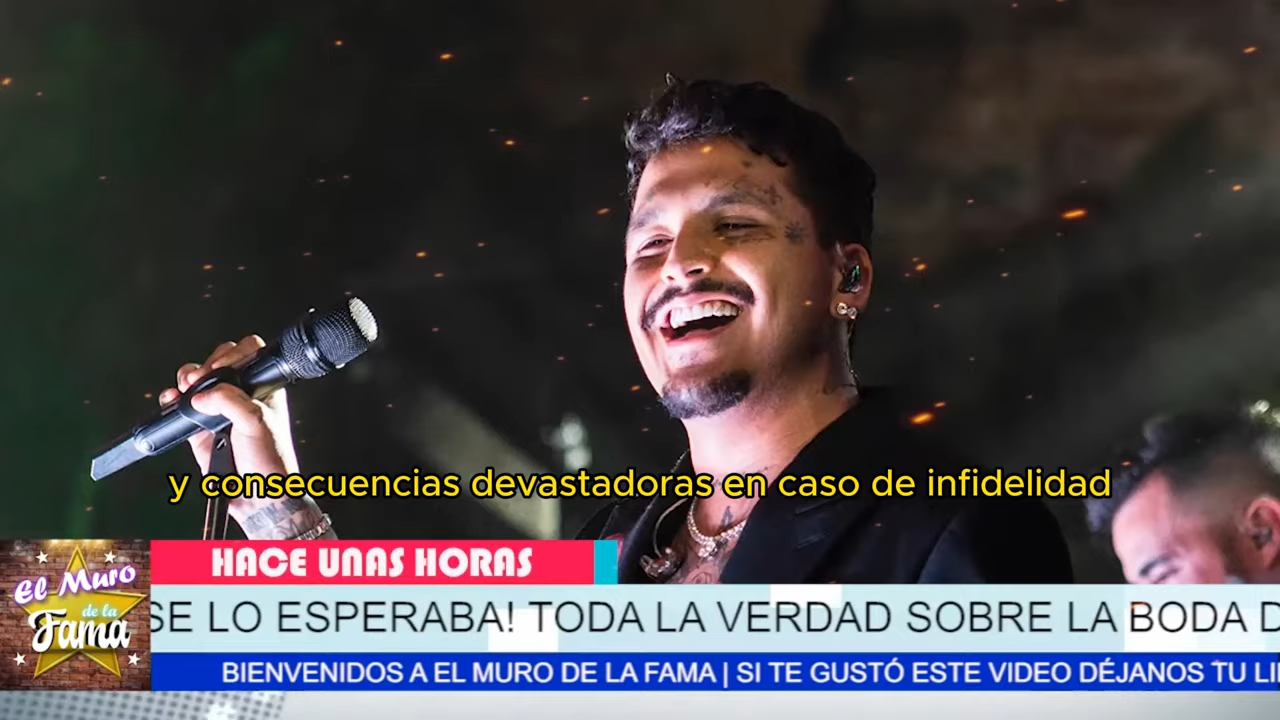 y consecuencias devastadoras en caso de infidelidad
HACE UNAS HORAS
El Muro
de la
Fama
SE LO ESPERABA! TODA LA VERDAD SOBRE LA BODA D
BIENVENIDOS A EL MURO DE LA FAMA | SI TE GUSTÓ ESTE VIDEO DÉJANOS TU LI